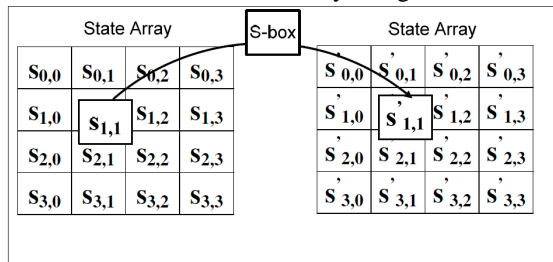 State Array S-box State Array
S0,0 S0,1 S0,2 S0,3 S'0,0 S'0,1 S'0,2 S'0,3
S1,0 S1,1 S1,2 S1,3 S'1,0 S'1,1 S'1,2 S'1,3
S2,0 S2,1 S2,2 S2,3 S'2,0 S'2,1 S'2,2 S'2,3
S3,0 S3,1 S3,2 S3,3 S'3,0 S'3,1 S'3,2 S'3,3